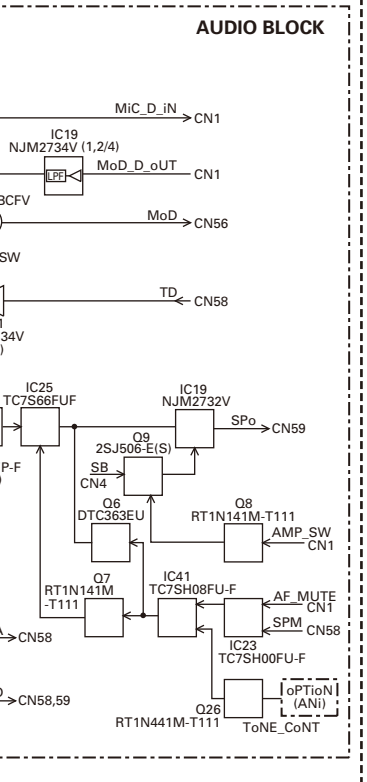 AUDIO BLOCK
MiC_D_iN
CN1
IC19
NJM2734V (1,2/4)
LPF
MoD_D_oUT
CN1
BCFV
MoD
CN56
SW
TD
CN58
34V
)
IC25
TC7S66FUF
IC19
NJM2732V
SPo
CN59
Q9
2SJ506-E(S)
P-F
)
SB
CN4
Q6
DTC363EU
Q8
RT1N141M-T111
AMP_SW
CN1
Q7
RT1N141M
-T111
IC41
TC7SH08FU-F
AF_MUTE
CN1
SPM
CN58
IC23
TC7SH00FU-F
CN58
CN58,59
Q26
RT1N441M-T111
oPTioN
(ANi)
ToNE_CoNT